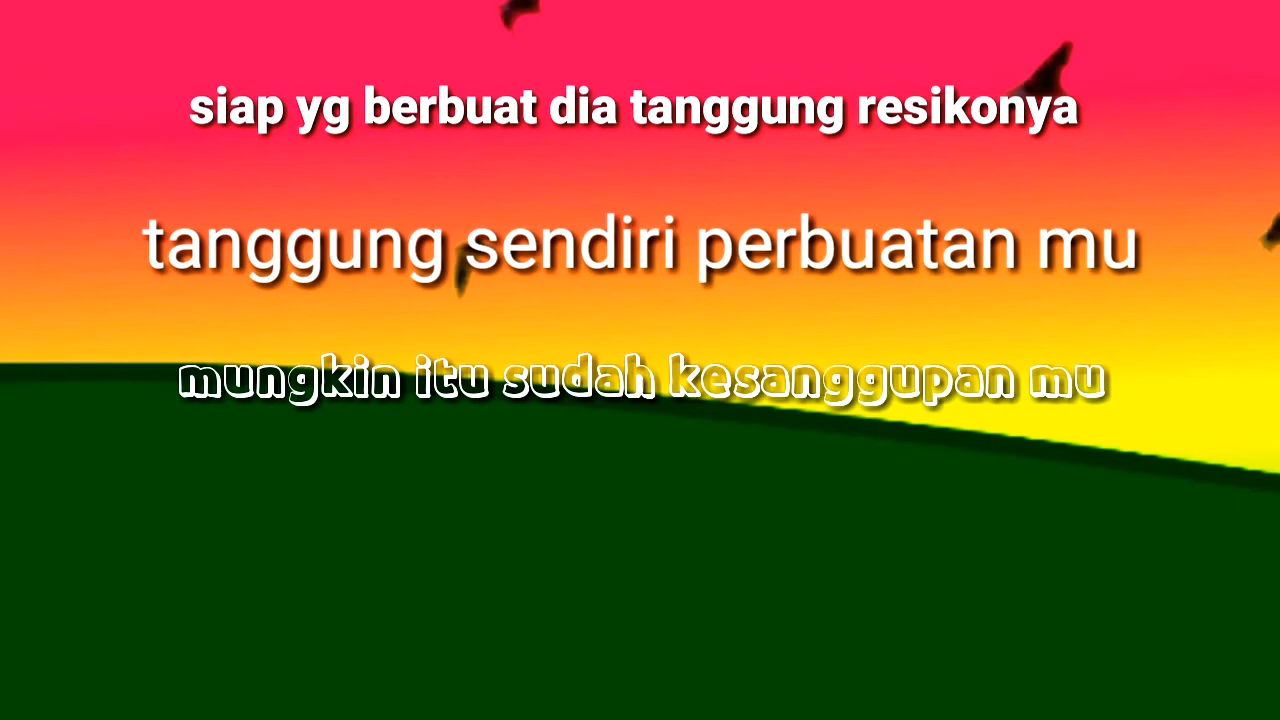 siap yg berbuat dia tanggung resikonya
tanggung sendiri perbuatan mu
mungkin itu sudah kesanggupan mu